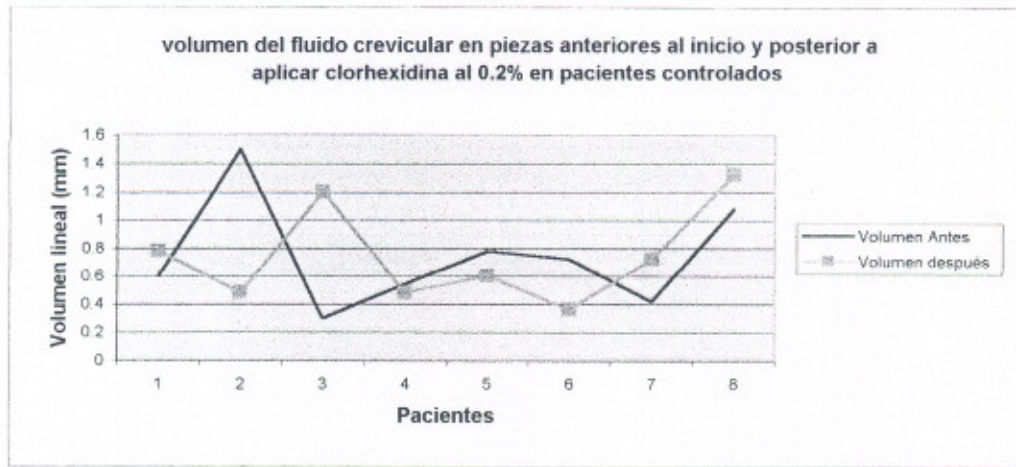 volumen del fluido crevicular en piezas anteriores al inicio y posterior a
aplicar clorhexidina al 0.2% en pacientes controlados
Volumen lineal (mm)
1.6
1.4
1.2
1
0.8
0.6
0.4
0.2
0
1 2 3 4 5 6 7 8
Pacientes
Volumen Antes
Volumen después